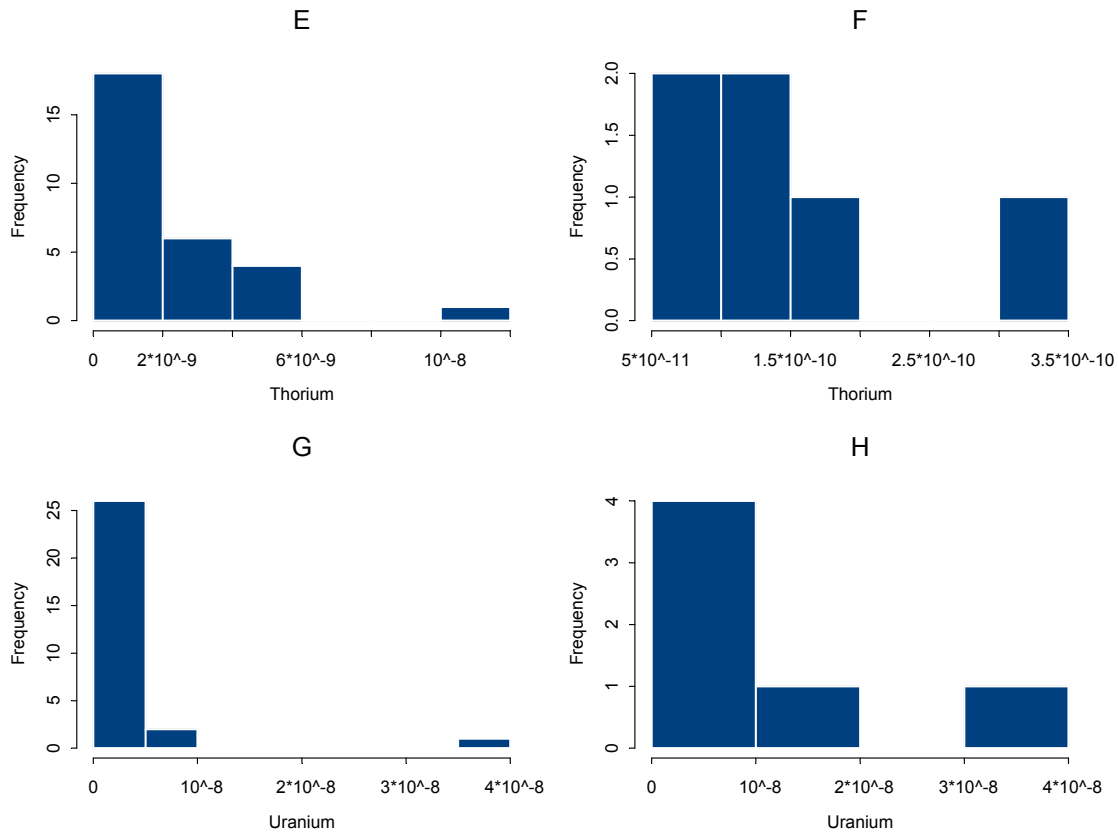 E
Frequency
15
10
5
0
0 2*10^-9 6*10^-9 10^-8
Thorium
F
Frequency
2.0
1.5
1.0
0.5
0.0
5*10^-11 1.5*10^-10 2.5*10^-10 3.5*10^-10
Thorium
G
Frequency
25
20
15
10
5
0
0 10^-8 2*10^-8 3*10^-8 4*10^-8
Uranium
H
Frequency
4
3
2
1
0
0 10^-8 2*10^-8 3*10^-8 4*10^-8
Uranium